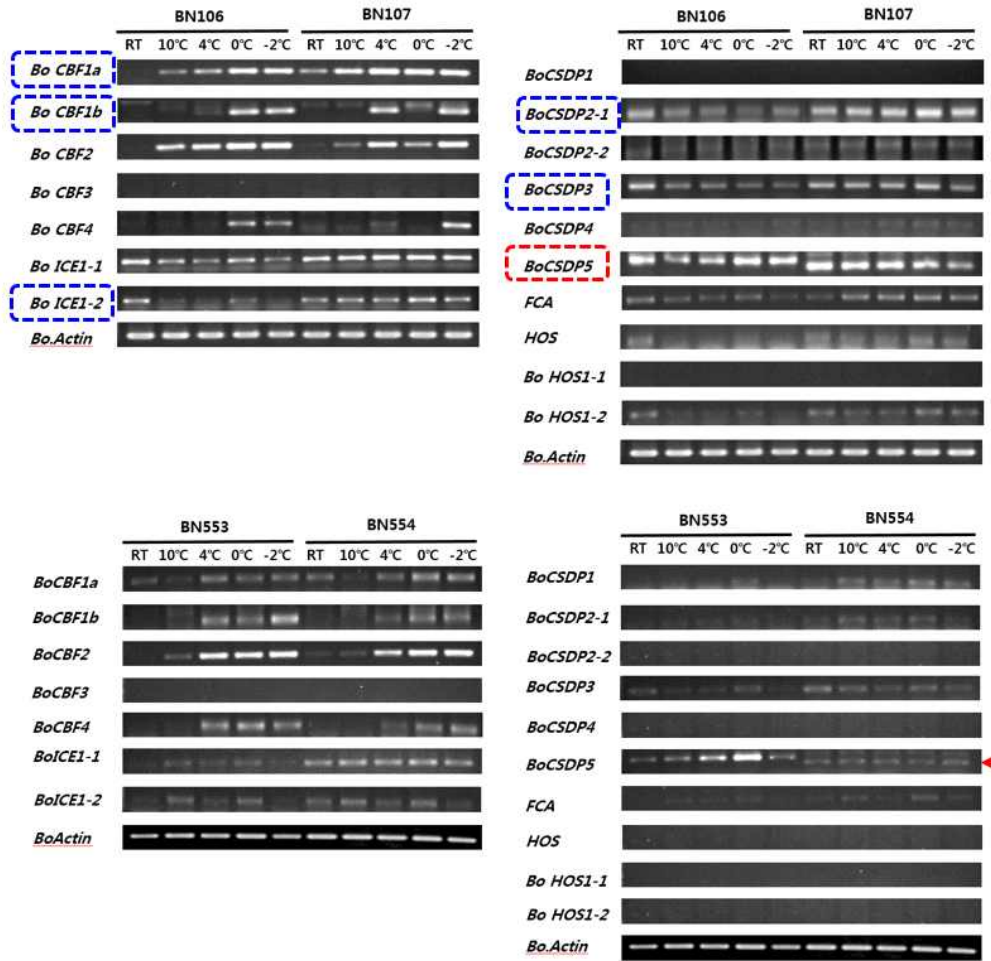 BN106 BN107
RT 10℃ 4℃ 0℃ -2℃ RT 10℃ 4℃ 0℃ -2℃
Bo CBF1a
Bo CBF1b
Bo CBF2
Bo CBF3
Bo CBF4
Bo ICE1-1
Bo ICE1-2
Bo.Actin
BN106 BN107
RT 10℃ 4℃ 0℃ -2℃ RT 10℃ 4℃ 0℃ -2℃
BoCSDP1
BoCSDP2-1
BoCSDP2-2
BoCSDP3
BoCSDP4
BoCSDP5
FCA
HOS
Bo HOS1-1
Bo HOS1-2
Bo.Actin
BN553 BN554
RT 10℃ 4℃ 0℃ -2℃ RT 10℃ 4℃ 0℃ -2℃
BoCBF1a
BoCBF1b
BoCBF2
BoCBF3
BoCBF4
BoICE1-1
BoICE1-2
BoActin
BN553 BN554
RT 10℃ 4℃ 0℃ -2℃ RT 10℃ 4℃ 0℃ -2℃
BoCSDP1
BoCSDP2-1
BoCSDP2-2
BoCSDP3
BoCSDP4
BoCSDP5
FCA
HOS
Bo HOS1-1
Bo HOS1-2
Bo.Actin